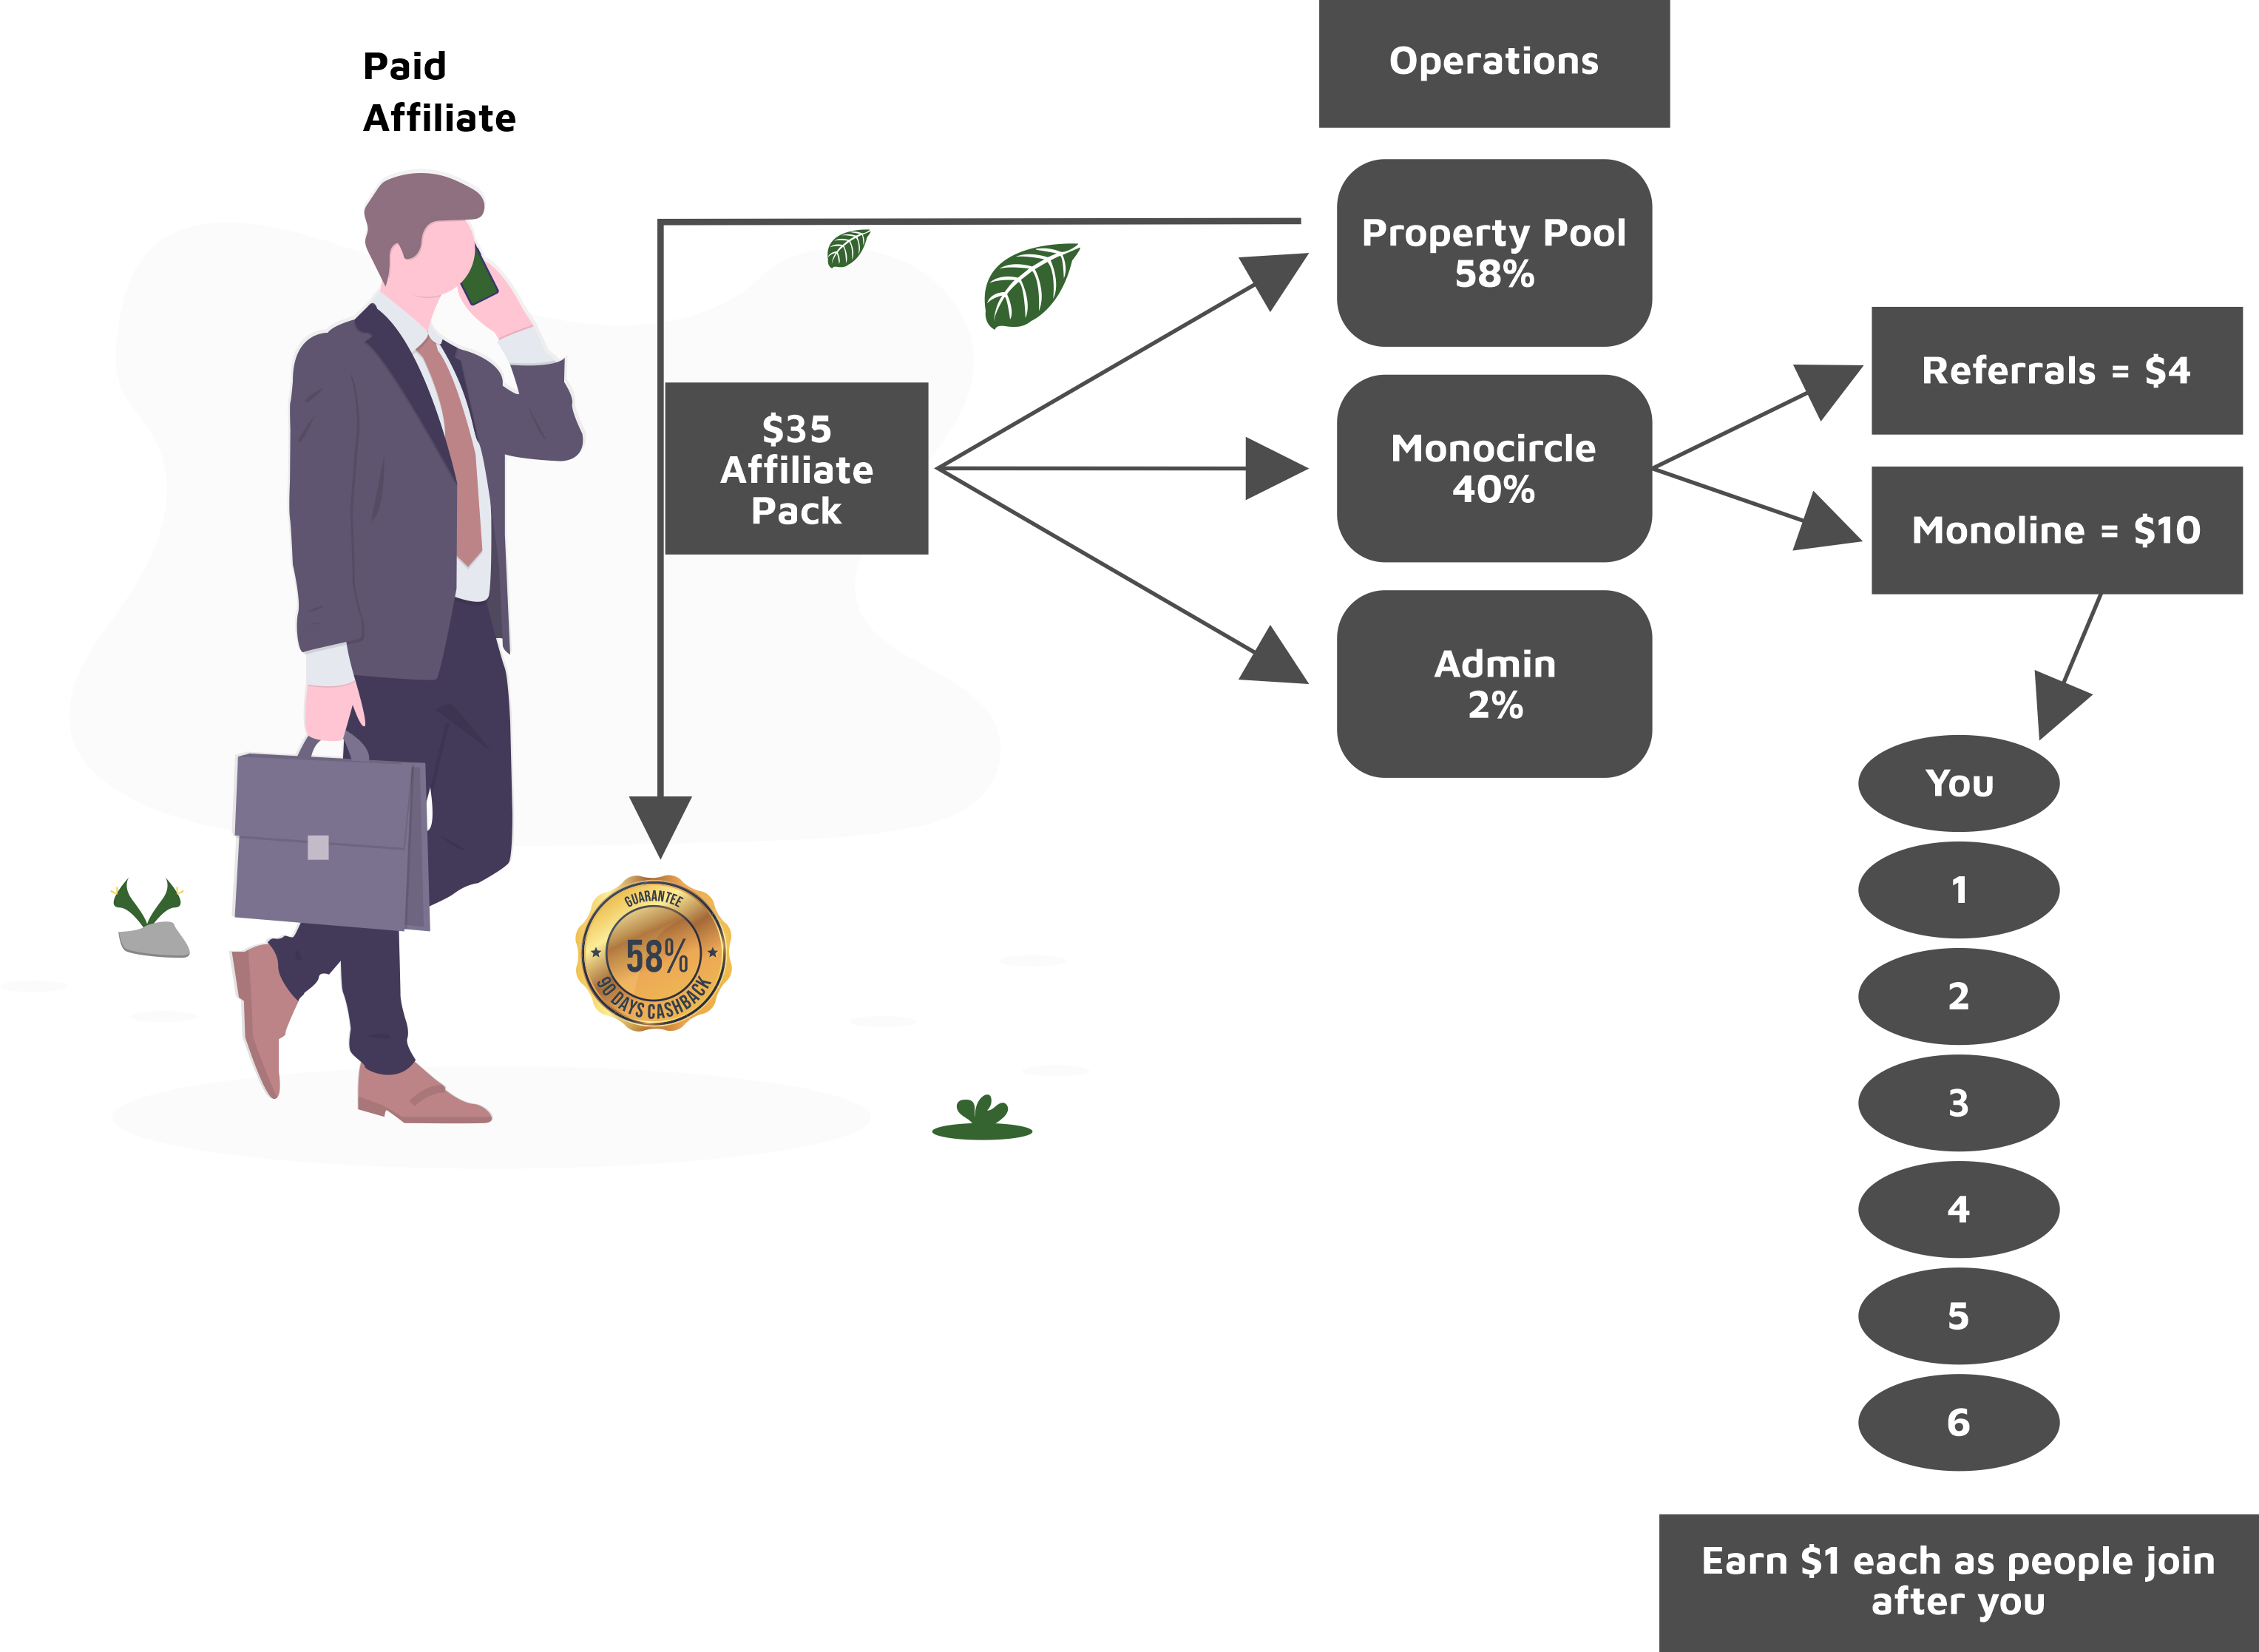 Paid
Affiliate
Operations
Property Pool
58%
$35
Affiliate
Pack
Monocircle
40%
Admin
2%
Referrals = $4
Monoline = $10
You
1
2
3
4
5
6
GUARANTEE
58%
90 DAYS CASHBACK
Earn $1 each as people join
after you